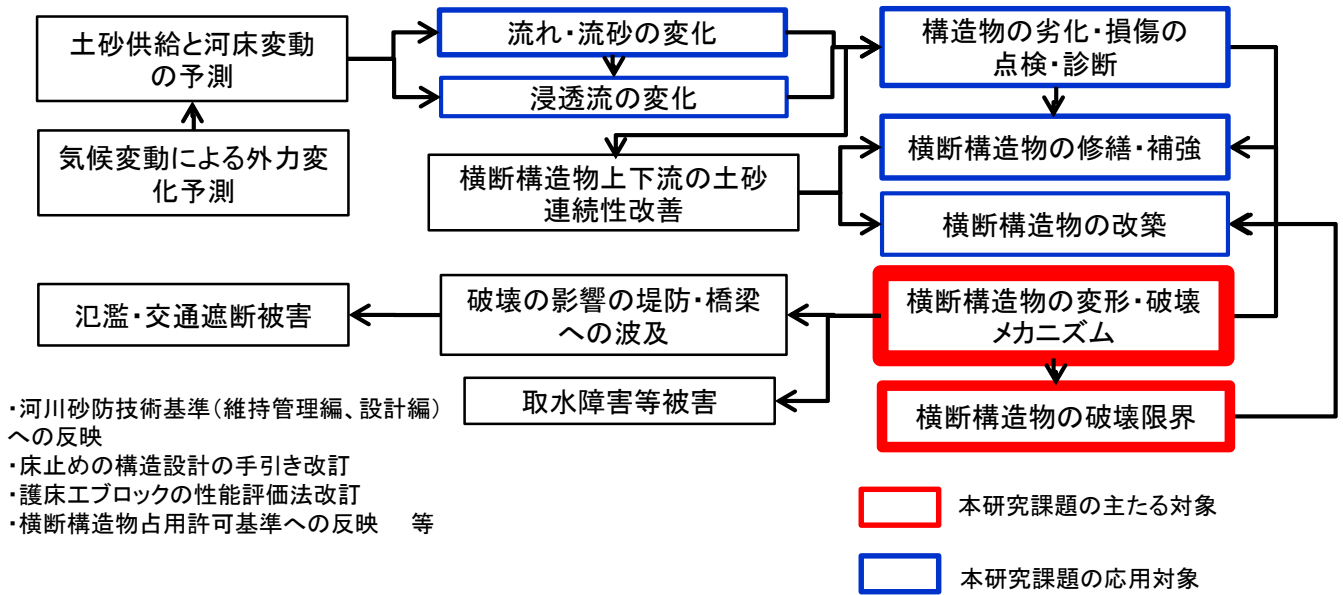 土砂供給と河床変動
の予測
気候変動による外力変
化予測
流れ・流砂の変化
浸透流の変化
横断構造物上下流の土砂
連続性改善
構造物の劣化・損傷の
点検・診断
横断構造物の修繕・補強
横断構造物の改築
横断構造物の変形・破壊
メカニズム
横断構造物の破壊限界
破壊の影響の堤防・橋梁
への波及
取水障害等被害
氾濫・交通遮断被害
・河川砂防技術基準(維持管理編、設計編)
への反映
・床止めの構造設計の手引き改訂
・護床工ブロックの性能評価法改訂
・横断構造物占用許可基準への反映 等
本研究課題の主たる対象
本研究課題の応用対象